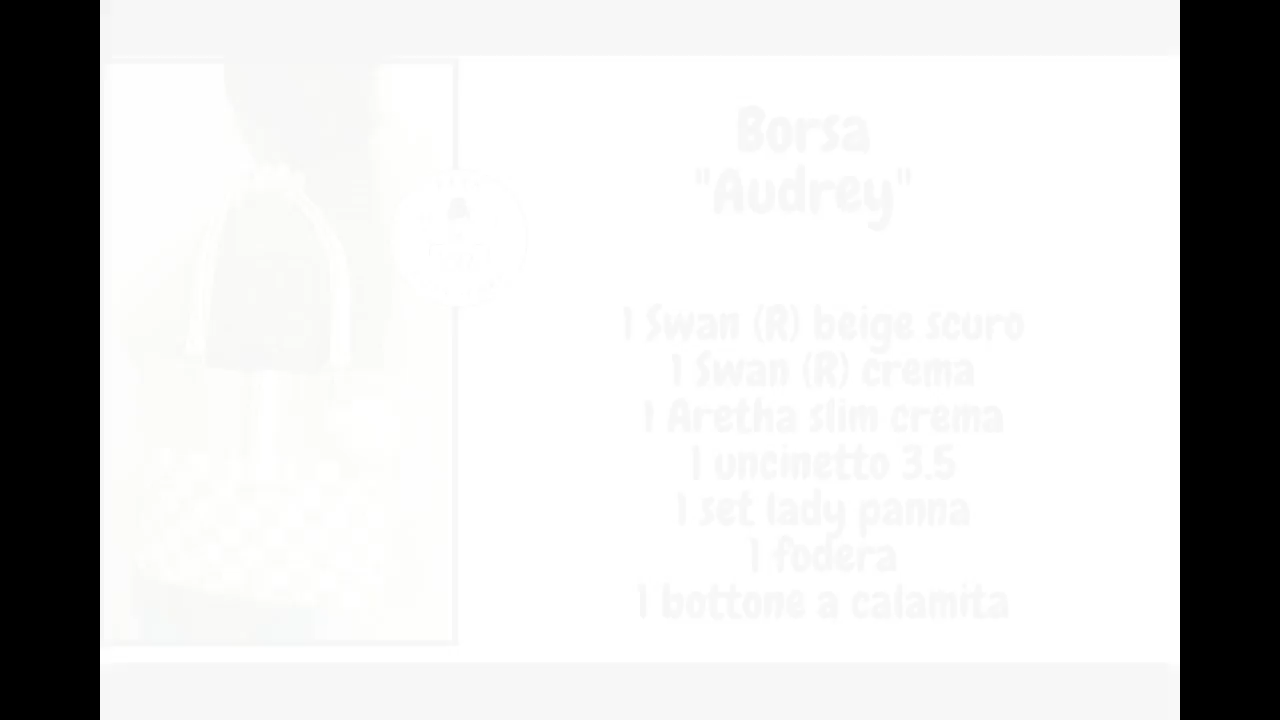 Borsa
"Audrey"
1 Swan (R) beige scuro
1 Swan (R) crema
1 Aretha slim crema
1 uncinetto 3.5
1 set lady panna
1 fodera
1 bottone a calamita